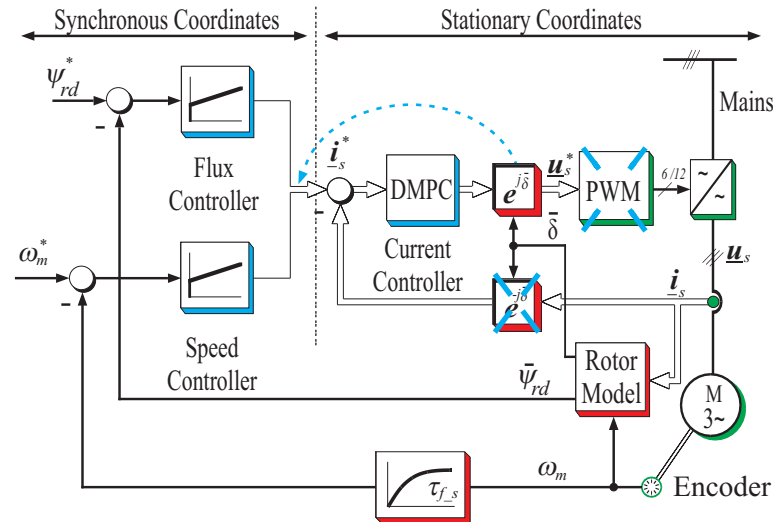 Synchronous Coordinates
Stationary Coordinates
ψ*rd
-
Flux
Controller
i*s
-
DMPC
Current
Controller
e^jδ̄
u*s
PWM
6/12
~
~
Mains
us
δ̄
e^-jδ̄
is
ω*m
-
Speed
Controller
ψ̄rd
Rotor
Model
M
3~
τf_s
ωm
Encoder